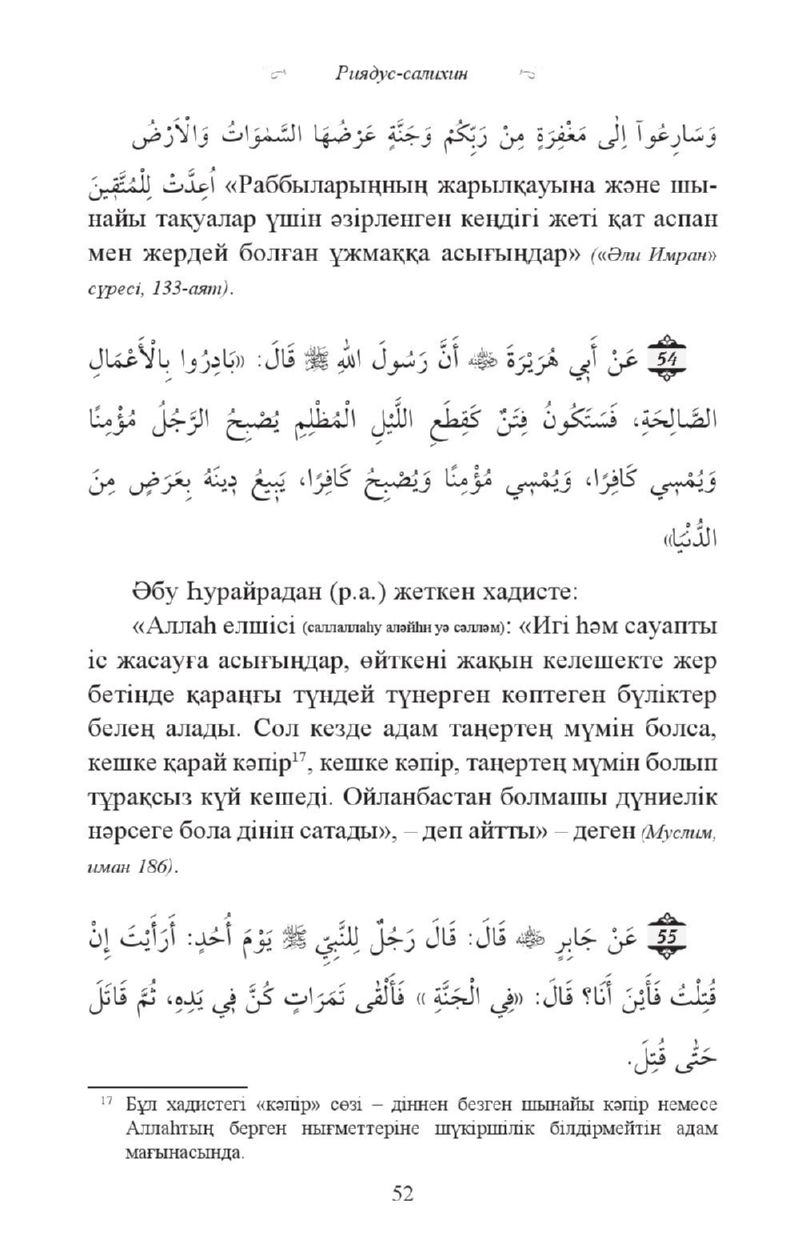 Риядус-салихин
وَسَارِعُوآ اِلٰى مَغْفِرَةٍ مِنْ رَبِّكُمْ وَجَنَّةٍ عَرْضُهَا السَّمٰوَاتُ وَالْاَرْضُ
اُعِدَّتْ لِلْمُتَّقِينَ «Раббыларыңның жарылқауына және шы-
найы тақуалар үшін әзірленген кеңдігі жеті қат аспан
мен жердей болған ұжмаққа асығыңдар» («Әли Имран»
сүресі, 133-аят).
54 عَنْ أَبِي هُرَيْرَةَ ﷺ أَنَّ رَسُولَ اللهِ ﷺ قَالَ: «بَادِرُوا بِالْأَعْمَالِ
الصَّالِحَةِ، فَسَتَكُونُ فِتَنٌ كَقِطَعِ اللَّيْلِ الْمُظْلِمِ يُصْبِحُ الرَّجُلُ مُؤْمِنًا
وَيُمْسِي كَافِرًا، وَيُمْسِي مُؤْمِنًا وَيُصْبِحُ كَافِرًا، يَبِيعُ دِينَهُ بِعَرَضٍ مِنَ
الدُّنْيَا»
Әбу Һурайрадан (р.а.) жеткен хадисте:
«Аллаһ елшісі (саллаллаһу аләйһи уә сәлләм): «Игі һәм сауапты
іс жасауға асығыңдар, өйткені жақын келешекте жер
бетінде қараңғы түндей түнерген көптеген бүліктер
белең алады. Сол кезде адам таңертең мүмін болса,
кешке қарай кәпір¹⁷, кешке кәпір, таңертең мүмін болып
тұрақсыз күй кешеді. Ойланбастан болмашы дүниелік
нәрсеге бола дінін сатады», – деп айтты» – деген (Муслим,
иман 186).
55 عَنْ جَابِرٍ ﷺ قَالَ: قَالَ رَجُلٌ لِلنَّبِيِّ ﷺ يَوْمَ أُحُدٍ: أَرَأَيْتَ إِنْ
قُتِلْتُ فَأَيْنَ أَنَا؟ قَالَ: «فِي الْجَنَّةِ » فَأَلْقَى تَمَرَاتٍ كُنَّ فِي يَدِهِ، ثُمَّ قَاتَلَ
حَتَّى قُتِلَ.
¹⁷ Бұл хадистегі «кәпір» сөзі – діннен безген шынайы кәпір немесе
Аллаһтың берген нығметтеріне шүкіршілік білдірмейтін адам
мағынасында.
52